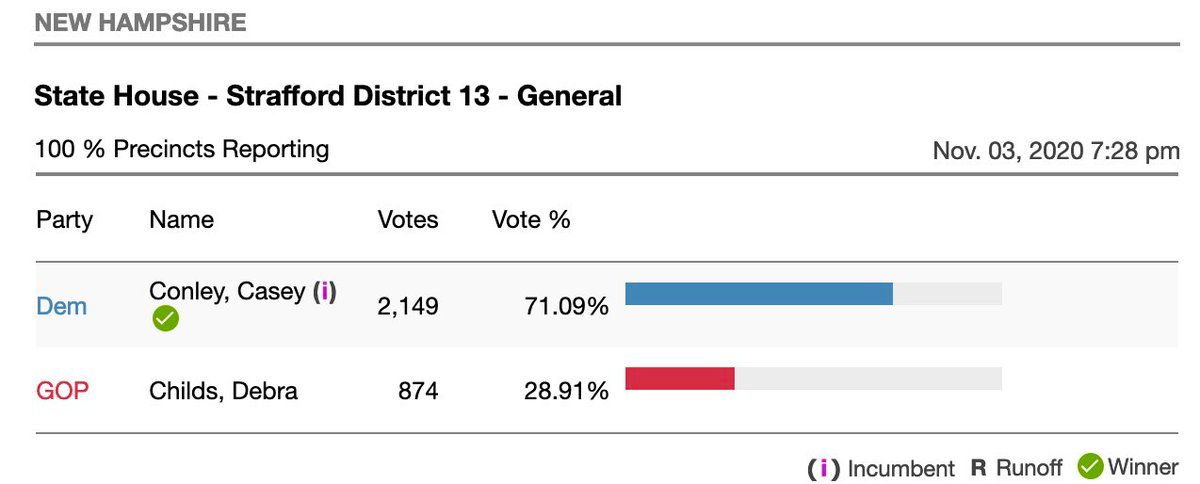 NEW HAMPSHIRE
State House - Strafford District 13 - General
100 % Precincts Reporting Nov. 03, 2020 7:28 pm
Party Name Votes Vote %
Dem Conley, Casey (i) 2,149 71.09%
GOP Childs, Debra 874 28.91%
(i) Incumbent R Runoff Winner